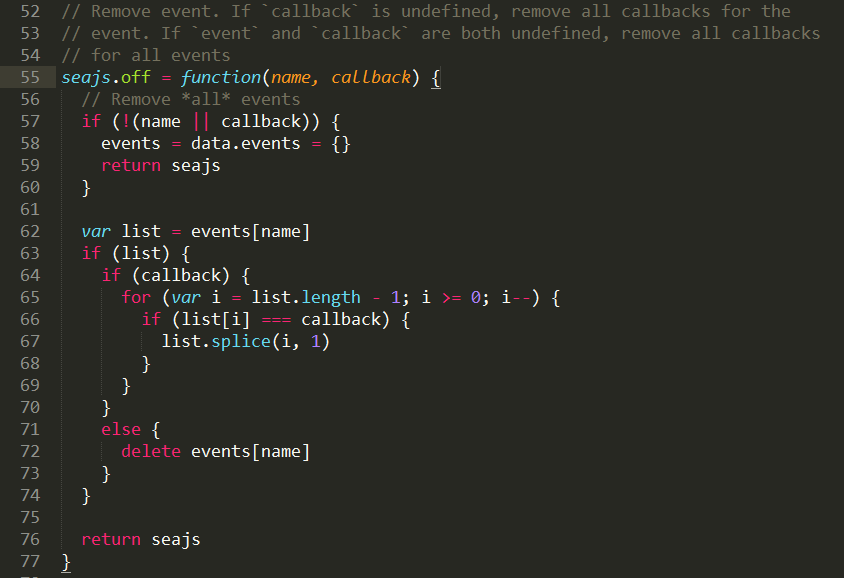 52 // Remove event. If `callback` is undefined, remove all callbacks for the
53 // event. If `event` and `callback` are both undefined, remove all callbacks
54 // for all events
55 seajs.off = function(name, callback) {
56   // Remove *all* events
57   if (!(name || callback)) {
58     events = data.events = {}
59     return seajs
60   }
61
62   var list = events[name]
63   if (list) {
64     if (callback) {
65       for (var i = list.length - 1; i >= 0; i--) {
66         if (list[i] === callback) {
67           list.splice(i, 1)
68         }
69       }
70     }
71     else {
72       delete events[name]
73     }
74   }
75
76   return seajs
77 }